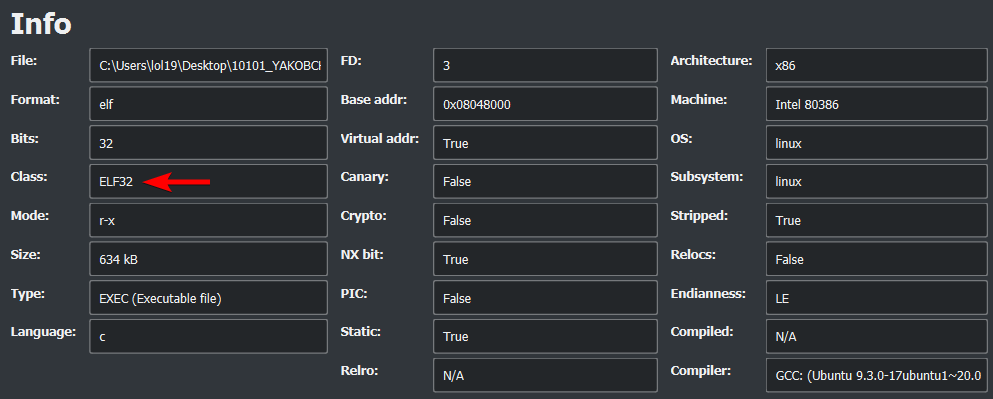 Info
File: C:\Users\lol19\Desktop\10101_YAKOBCK FD: 3 Architecture: x86
Format: elf Base addr: 0x08048000 Machine: Intel 80386
Bits: 32 Virtual addr: True OS: linux
Class: ELF32 Canary: False Subsystem: linux
Mode: r-x Crypto: False Stripped: True
Size: 634 kB NX bit: True Relocs: False
Type: EXEC (Executable file) PIC: False Endianness: LE
Language: c Static: True Compiled: N/A
Relro: N/A Compiler: GCC: (Ubuntu 9.3.0-17ubuntu1~20.0